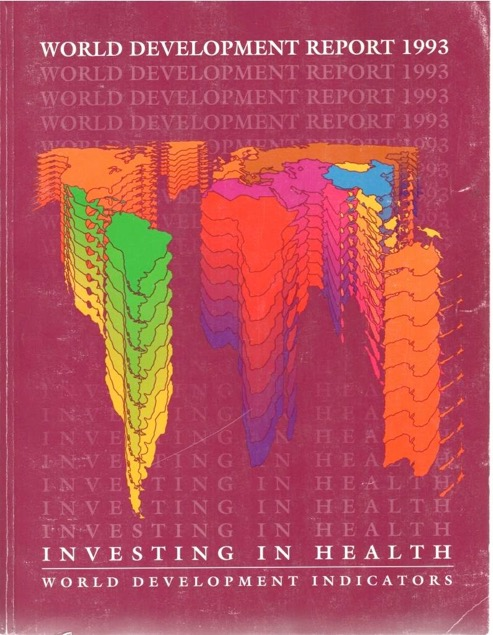 WORLD DEVELOPMENT REPORT 1993
WORLD DEVELOPMENT REPORT 1993
WORLD DEVELOPMENT REPORT 1993
WORLD DEVELOPMENT REPORT 1993
INVESTING IN HEALTH
INVESTING IN HEALTH
INVESTING IN HEALTH
INVESTING IN HEALTH
WORLD DEVELOPMENT INDICATORS